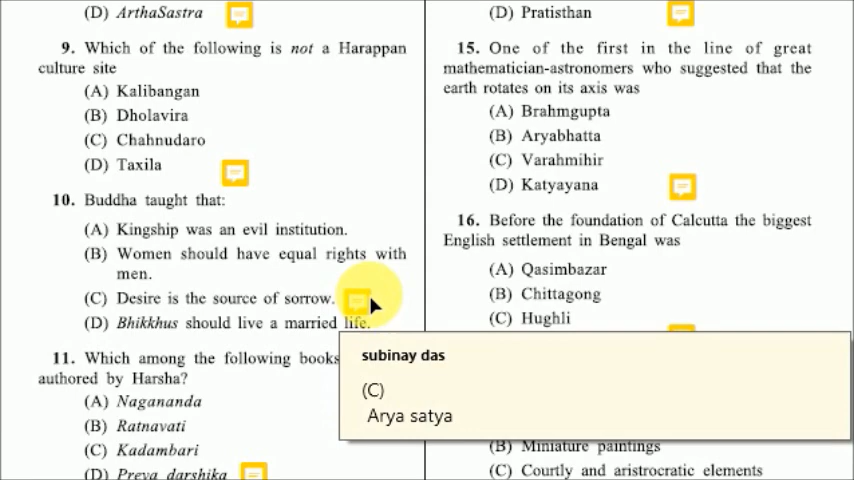 (D) ArthaSastra
9. Which of the following is not a Harappan
culture site
(A) Kalibangan
(B) Dholavira
(C) Chahnudaro
(D) Taxila
10. Buddha taught that:
(A) Kingship was an evil institution.
(B) Women should have equal rights with
men.
(C) Desire is the source of sorrow.
(D) Bhikkhus should live a married life.
11. Which among the following books
authored by Harsha?
(A) Nagananda
(B) Ratnavati
(C) Kadambari
(D) Preya darshika
(D) Pratisthan
15. One of the first in the line of great
mathematician-astronomers who suggested that the
earth rotates on its axis was
(A) Brahmgupta
(B) Aryabhatta
(C) Varahmihir
(D) Katyayana
16. Before the foundation of Calcutta the biggest
English settlement in Bengal was
(A) Qasimbazar
(B) Chittagong
(C) Hughli
subinay das
(C)
Arya satya
(B) Miniature paintings
(C) Courtly and aristrocratic elements